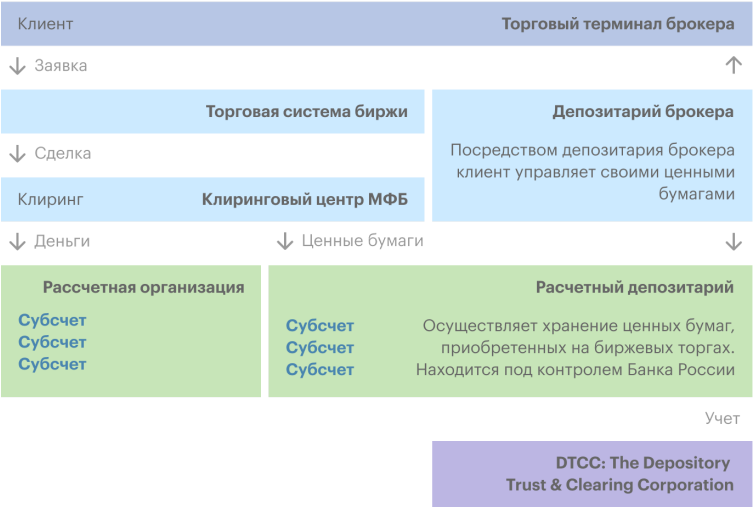 Клиент
Торговый терминал брокера
Заявка
Торговая система биржи
Сделка
Клиринг
Клиринговый центр МФБ
Депозитарий брокера
Посредством депозитария брокера
клиент управляет своими ценными
бумагами
Деньги
Ценные бумаги
Рассчетная организация
Субсчет
Субсчет
Субсчет
Расчетный депозитарий
Субсчет
Субсчет
Субсчет
Осуществляет хранение ценных бумаг,
приобретенных на биржевых торгах.
Находится под контролем Банка России
Учет
DTCC: The Depository
Trust & Clearing Corporation